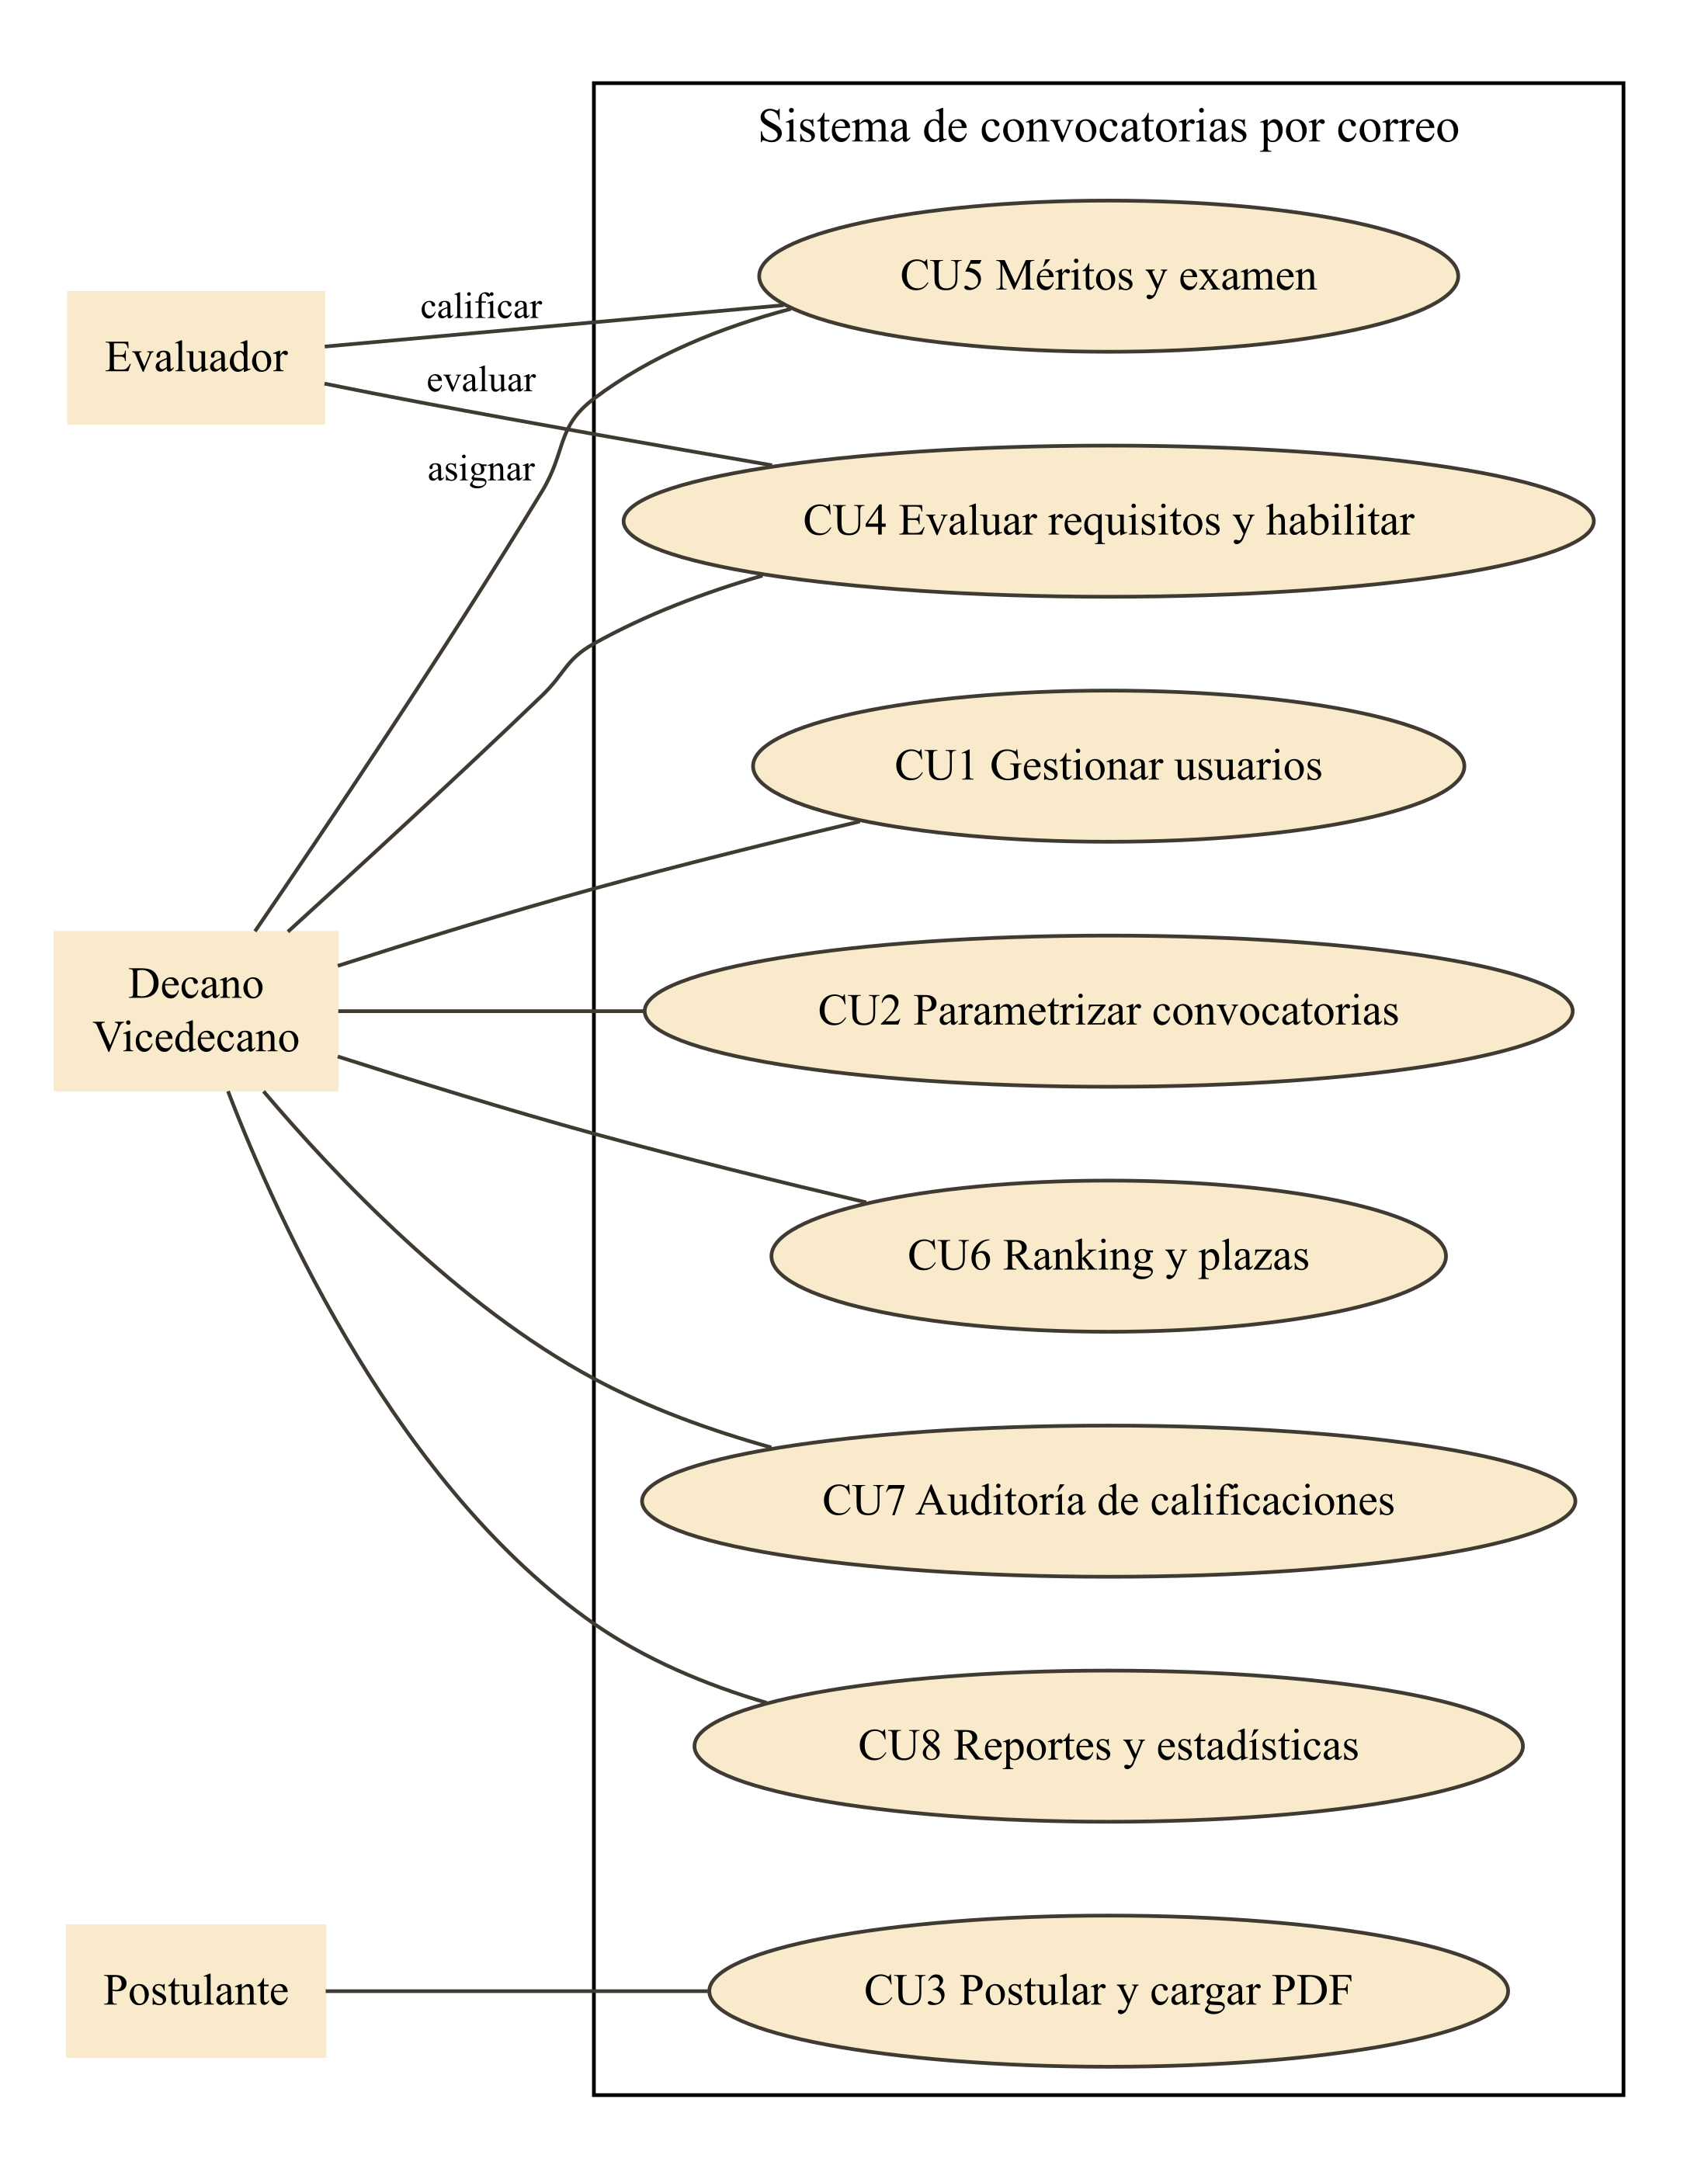 Sistema de convocatorias por correo
CU5 Méritos y examen
calificar
Evaluador
evaluar
asignar
CU4 Evaluar requisitos y habilitar
CU1 Gestionar usuarios
Decano
Vicedecano
CU2 Parametrizar convocatorias
CU6 Ranking y plazas
CU7 Auditoría de calificaciones
CU8 Reportes y estadísticas
Postulante
CU3 Postular y cargar PDF